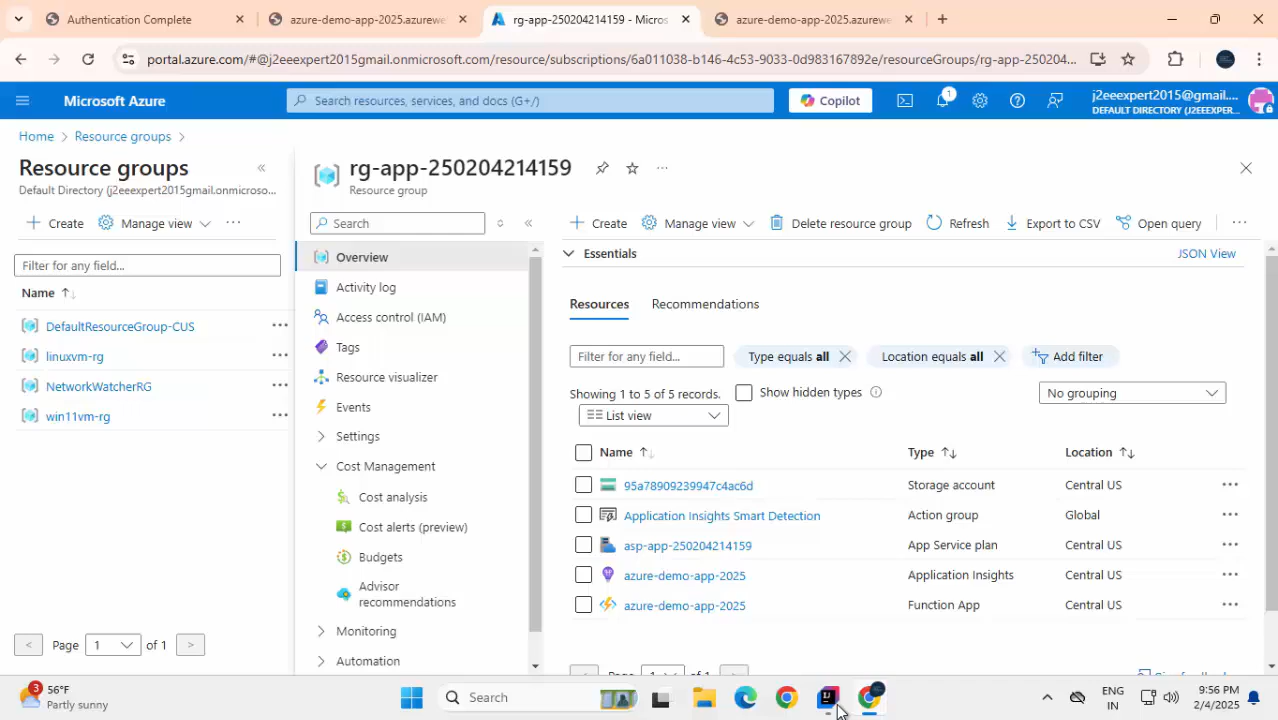 Authentication Complete
azure-demo-app-2025.azurewe
rg-app-250204214159 - Micros
azure-demo-app-2025.azurewe
portal.azure.com/#@j2eeexpert2015gmail.onmicrosoft.com/resource/subscriptions/6a011038-b146-4c53-9033-0d983167892e/resourceGroups/rg-app-250204...
Microsoft Azure
Search resources, services, and docs (G+/)
Copilot
1
j2eeexpert2015@gmail....
DEFAULT DIRECTORY (J2EEEXPER...
Home > Resource groups >
Resource groups
Default Directory (j2eeexpert2015gmail.onmicroso...
Create
Manage view
Filter for any field...
Name
DefaultResourceGroup-CUS
linuxvm-rg
NetworkWatcherRG
win11vm-rg
< Page 1 of 1 >
rg-app-250204214159
Resource group
Search
Overview
Activity log
Access control (IAM)
Tags
Resource visualizer
Events
Settings
Cost Management
Cost analysis
Cost alerts (preview)
Budgets
Advisor
recommendations
Monitoring
Automation
Create
Manage view
Delete resource group
Refresh
Export to CSV
Open query
Essentials
JSON View
Resources
Recommendations
Filter for any field...
Type equals all
Location equals all
Add filter
Showing 1 to 5 of 5 records.
Show hidden types
No grouping
List view
Name Type Location
95a78909239947c4ac6d Storage account Central US
Application Insights Smart Detection Action group Global
asp-app-250204214159 App Service plan Central US
azure-demo-app-2025 Application Insights Central US
azure-demo-app-2025 Function App Central US
3
56°F
Partly sunny
Search
ENG
IN
9:56 PM
2/4/2025